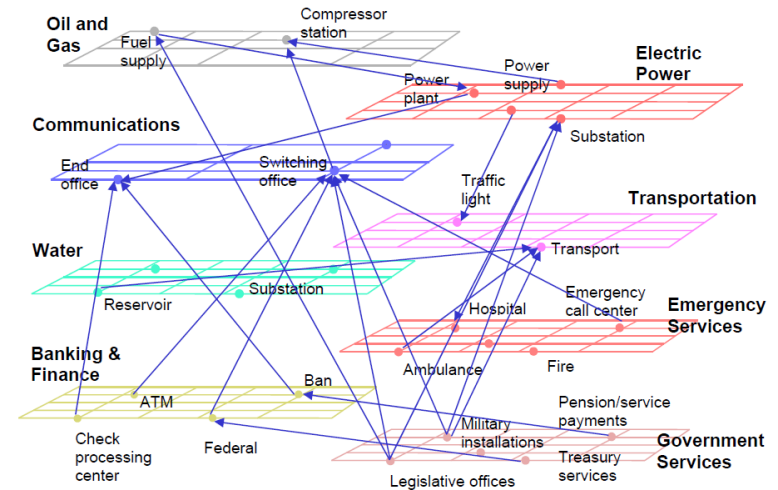 Oil and
Gas
Fuel
supply
Compressor
station
Electric
Power
Power
plant
Power
supply
Substation
Communications
End
office
Switching
office
Traffic
light
Transportation
Transport
Water
Reservoir
Substation
Hospital
Emergency
call center
Emergency
Services
Ambulance
Fire
Banking &
Finance
ATM
Ban
Check
processing
center
Federal
Pension/service
payments
Military
installations
Government
Services
Legislative offices
Treasury
services